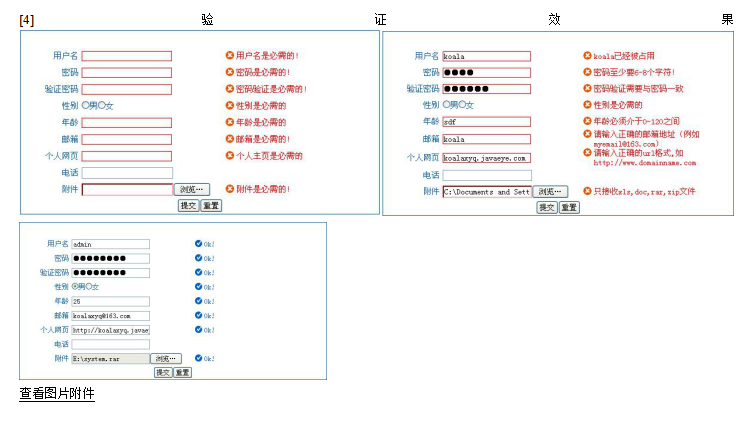 [4] 验 证 效 果
用户名 用户名是必需的!
密码 密码是必需的!
验证密码 密码验证是必需的!
性别 男 女 性别是必需的
年龄 年龄是必需的
邮箱 邮箱是必需的!
个人网页 个人主页是必需的
电话
附件 浏览… 附件是必需的!
提交 重置
用户名 koala koala已经被占用
密码 ●●●● 密码至少要6-8个字符!
验证密码 ●●●●●● 密码验证需要与密码一致
性别 男 女 性别是必需的
年龄 sdf 年龄必须介于0-120之间
邮箱 koala 请输入正确的邮箱地址(例如
myemail@163.com)
个人网页 koalaxyq.javaeye.com 请输入正确的url格式,如
http://www.domainname.com
电话
附件 C:\Documents and Sett 浏览… 只接收xls,doc,rar,zip文件
提交 重置
用户名 admin Ok!
密码 ●●●●●●●● Ok!
验证密码 ●●●●●●●● Ok!
性别 男 女 Ok!
年龄 25 Ok!
邮箱 koalaxyq@163.com Ok!
个人网页 http://koalaxyq.javaey Ok!
电话
附件 E:\system.rar 浏览… Ok!
提交 重置
查看图片附件